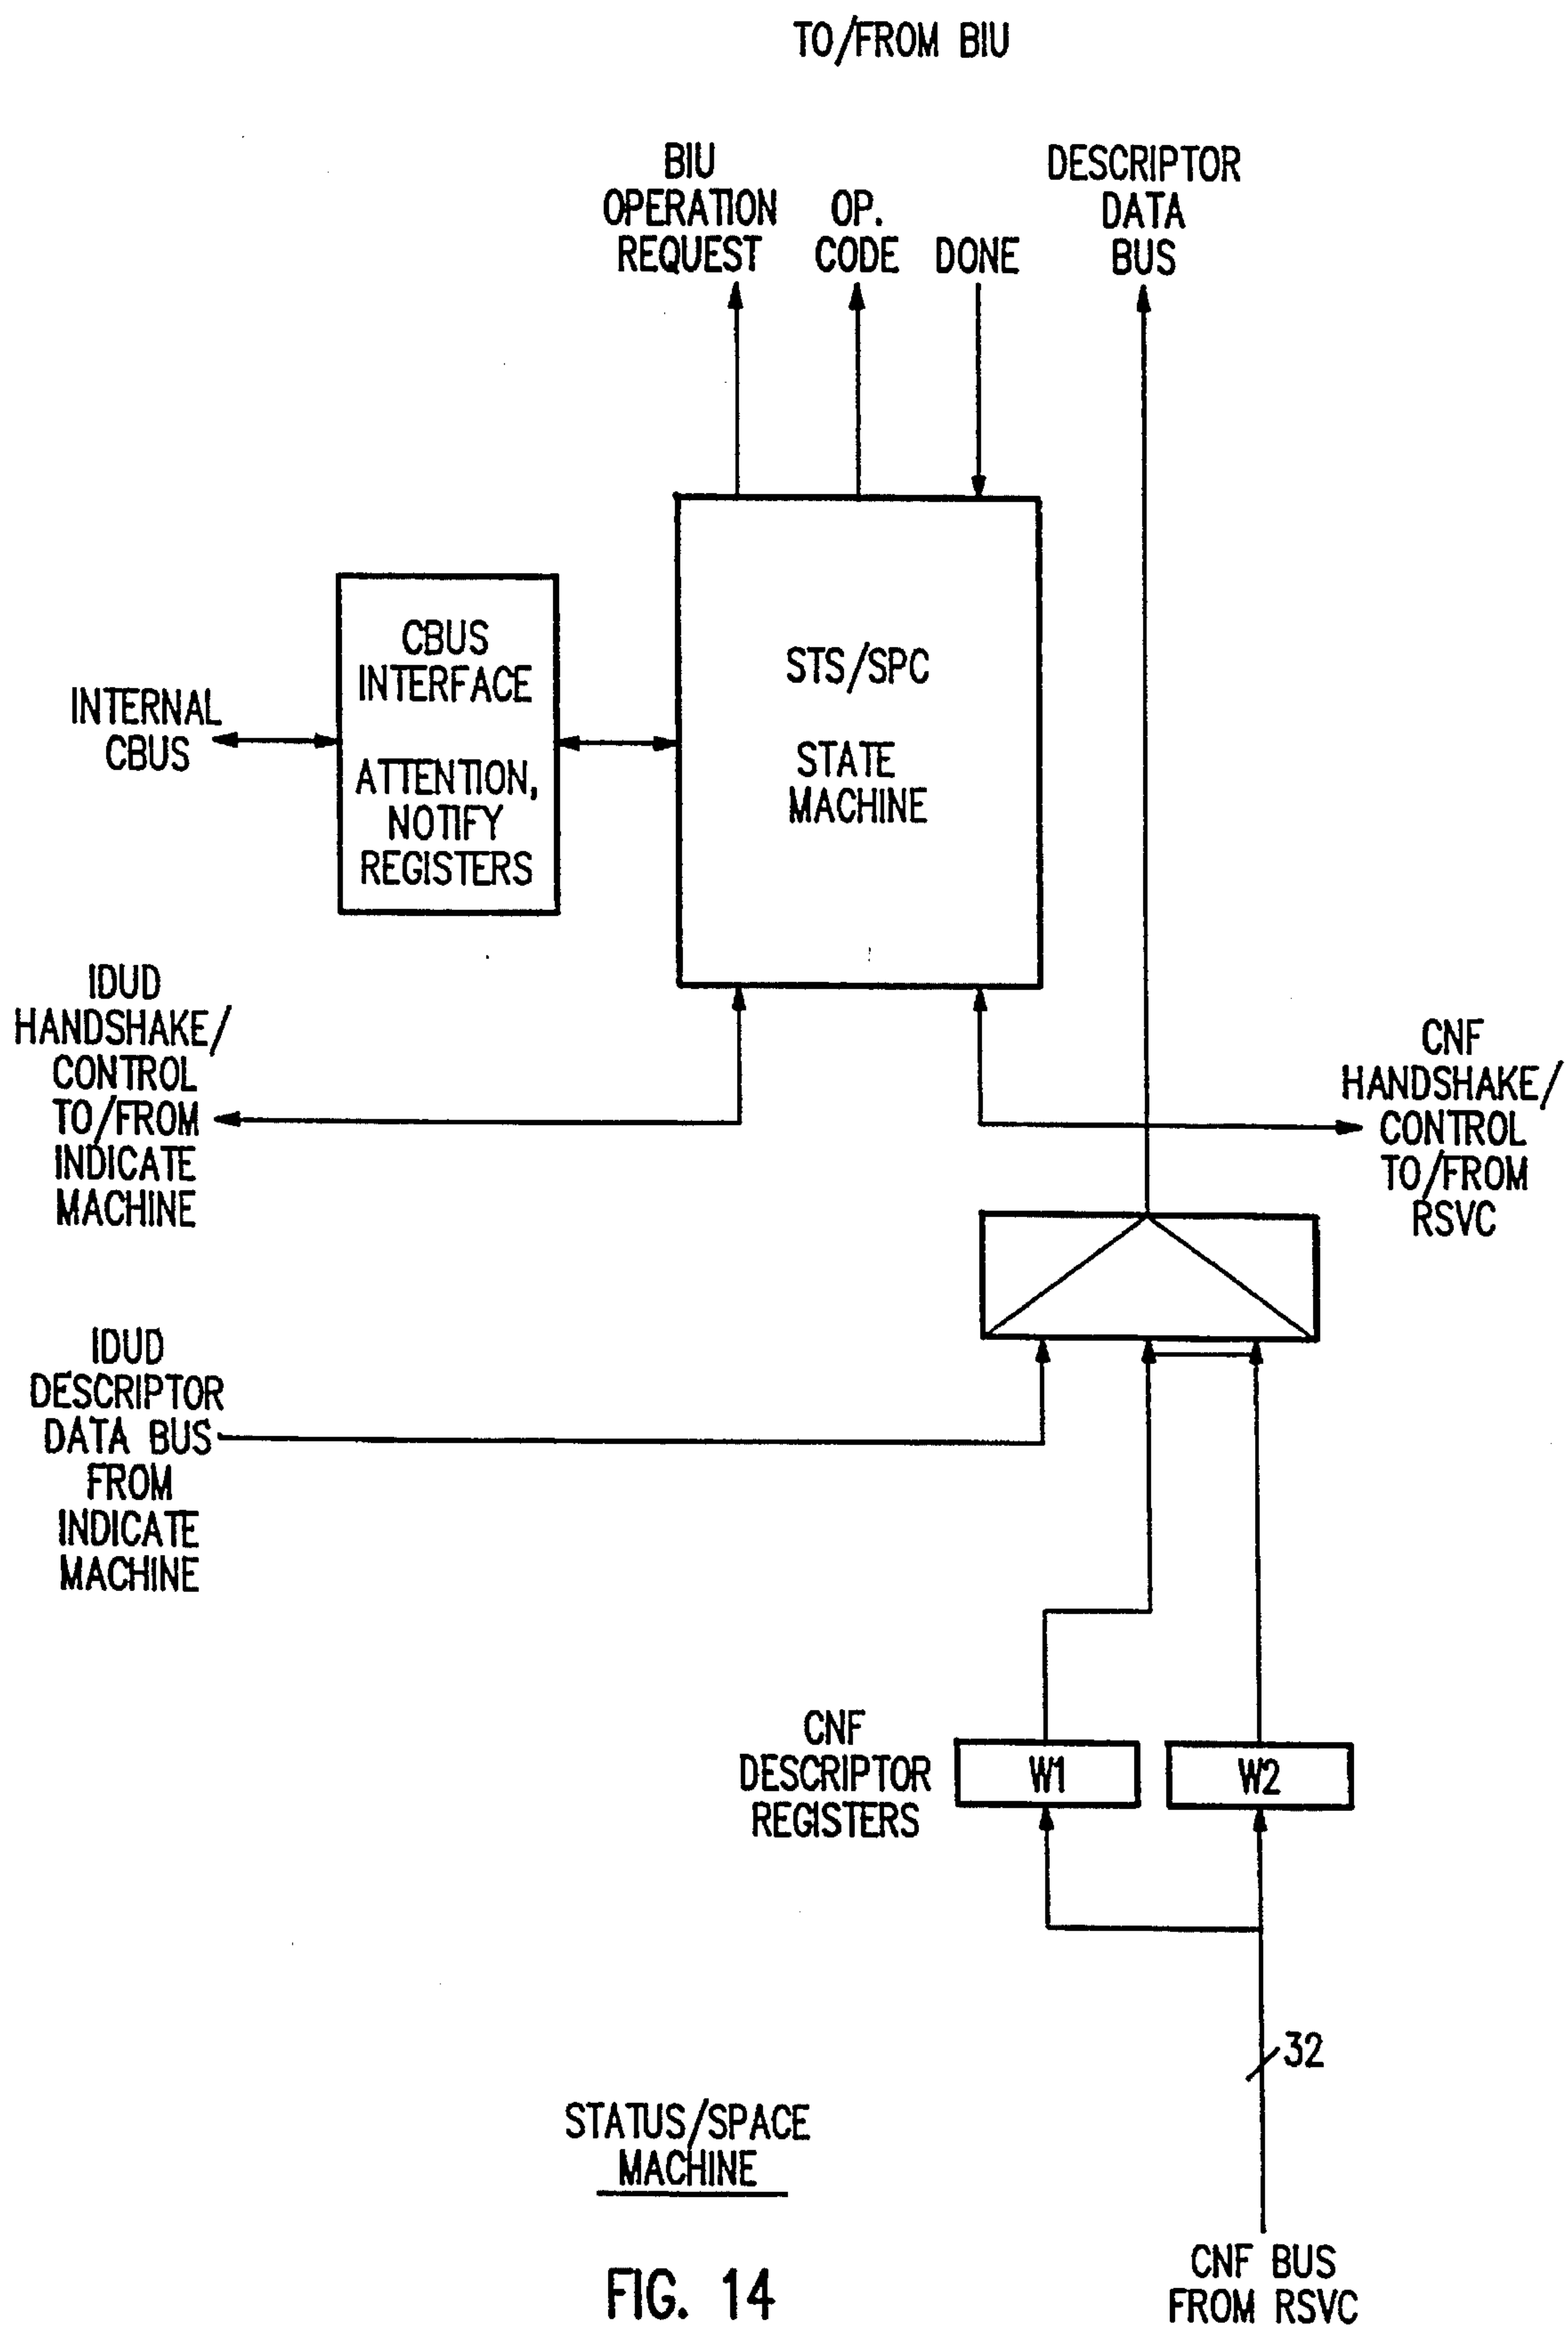 TO/FROM BIU
BIU
OPERATION
REQUEST
OP.
CODE
DONE
DESCRIPTOR
DATA
BUS
CBUS
INTERFACE
ATTENTION,
NOTIFY
REGISTERS
STS/SPC
STATE
MACHINE
INTERNAL
CBUS
IDUD
HANDSHAKE/
CONTROL
TO/FROM
INDICATE
MACHINE
CNF
HANDSHAKE/
CONTROL
TO/FROM
RSVC
IDUD
DESCRIPTOR
DATA BUS
FROM
INDICATE
MACHINE
CNF
DESCRIPTOR
REGISTERS
W1
W2
32
STATUS/SPACE
MACHINE
CNF BUS
FROM RSVC
FIG. 14